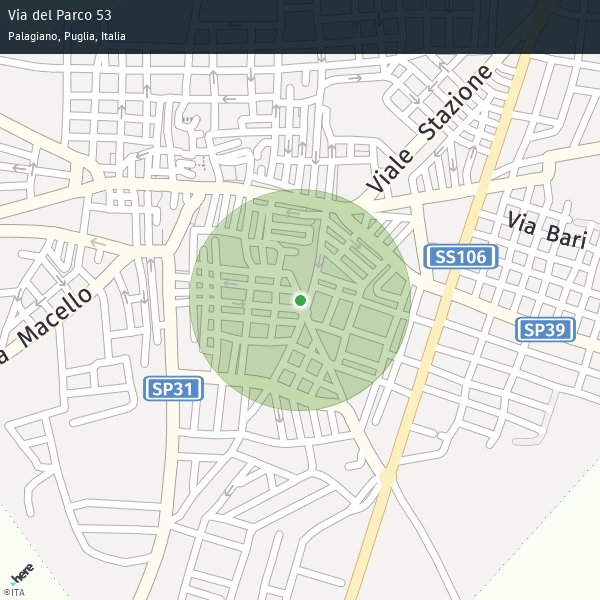 Via del Parco 53
Palagiano, Puglia, Italia
Viale Stazione
Via Bari
SS106
SP39
Macello
SP31
here
©ITA